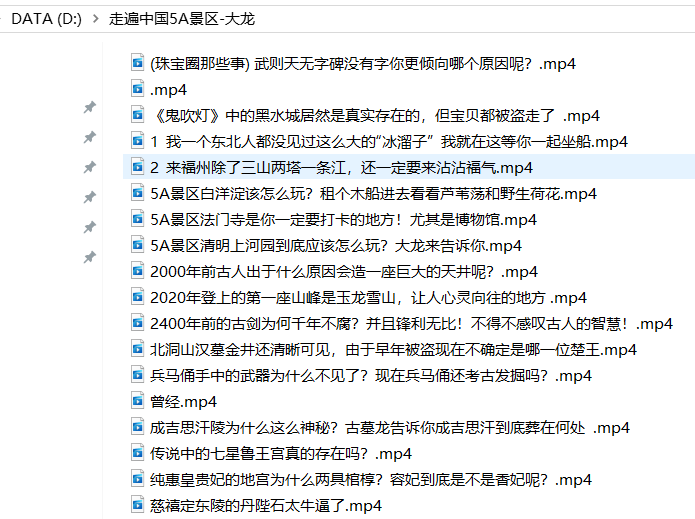 DATA (D:) > 走遍中国5A景区-大龙
(珠宝圈那些事) 武则天无字碑没有字你更倾向哪个原因呢？.mp4
.mp4
《鬼吹灯》中的黑水城居然是真实存在的，但宝贝都被盗走了 .mp4
1 我一个东北人都没见过这么大的“冰溜子” 我就在这等你一起坐船.mp4
2 来福州除了三山两塔一条江，还一定要来沾沾福气.mp4
5A景区白洋淀该怎么玩？租个木船进去看看芦苇荡和野生荷花.mp4
5A景区法门寺是你一定要打卡的地方！尤其是博物馆.mp4
5A景区清明上河园到底应该怎么玩？大龙来告诉你.mp4
2000年前古人出于什么原因会造一座巨大的天井呢？.mp4
2020年登上的第一座山峰是玉龙雪山，让人心灵向往的地方 .mp4
2400年前的古剑为何千年不腐？并且锋利无比！不得不感叹古人的智慧！.mp4
北洞山汉墓金井还清晰可见，由于早年被盗现在不确定是哪一位楚王.mp4
兵马俑手中的武器为什么不见了？现在兵马俑还考古发掘吗？.mp4
曾经.mp4
成吉思汗陵为什么这么神秘？古墓龙告诉你成吉思汗到底葬在何处 .mp4
传说中的七星鲁王宫真的存在吗？.mp4
纯惠皇贵妃的地宫为什么两具棺椁？容妃到底是不是香妃呢？.mp4
慈禧定东陵的丹陛石太牛逼了.mp4